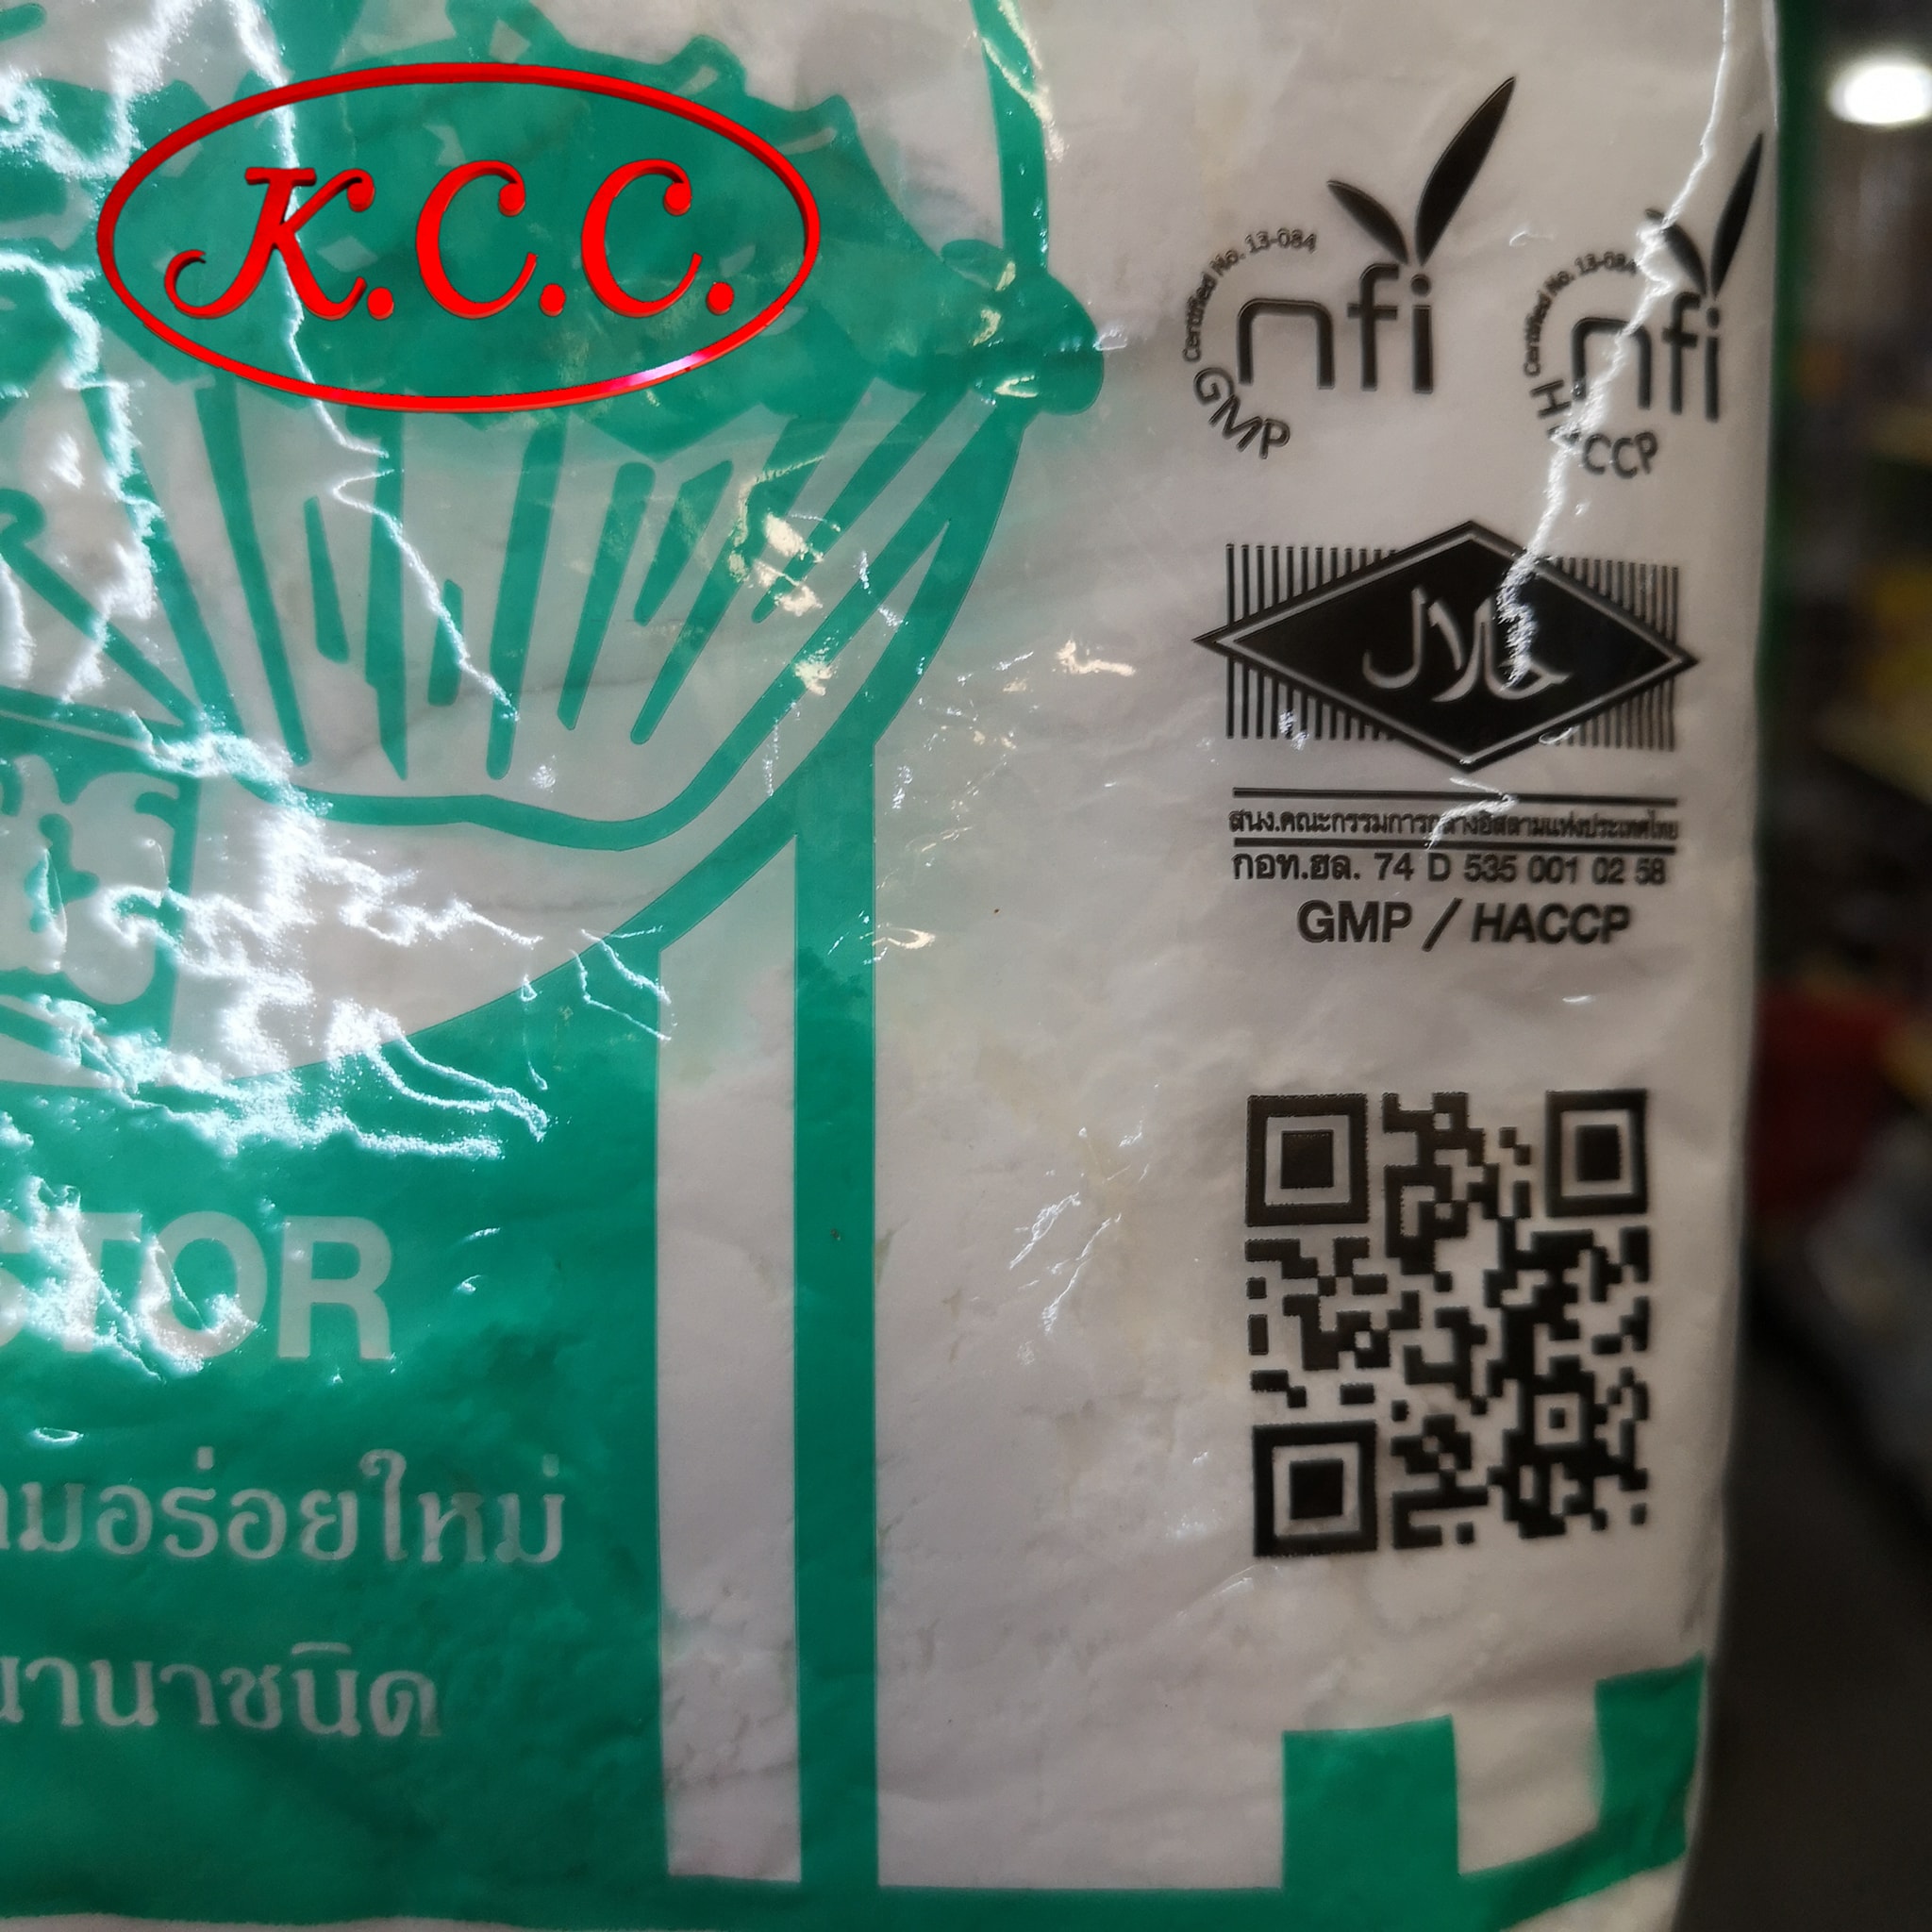 K.C.C.
Certified No. 13-084
nfi
GMP
Certified No. 13-084
nfi
HACCP
حلال
สนง.คณะกรรมการกลางอิสลามแห่งประเทศไทย
กอท.ฮล. 74 D 535 001 02 58
GMP / HACCP
STOR
ามอร่อยใหม่
นานาชนิด